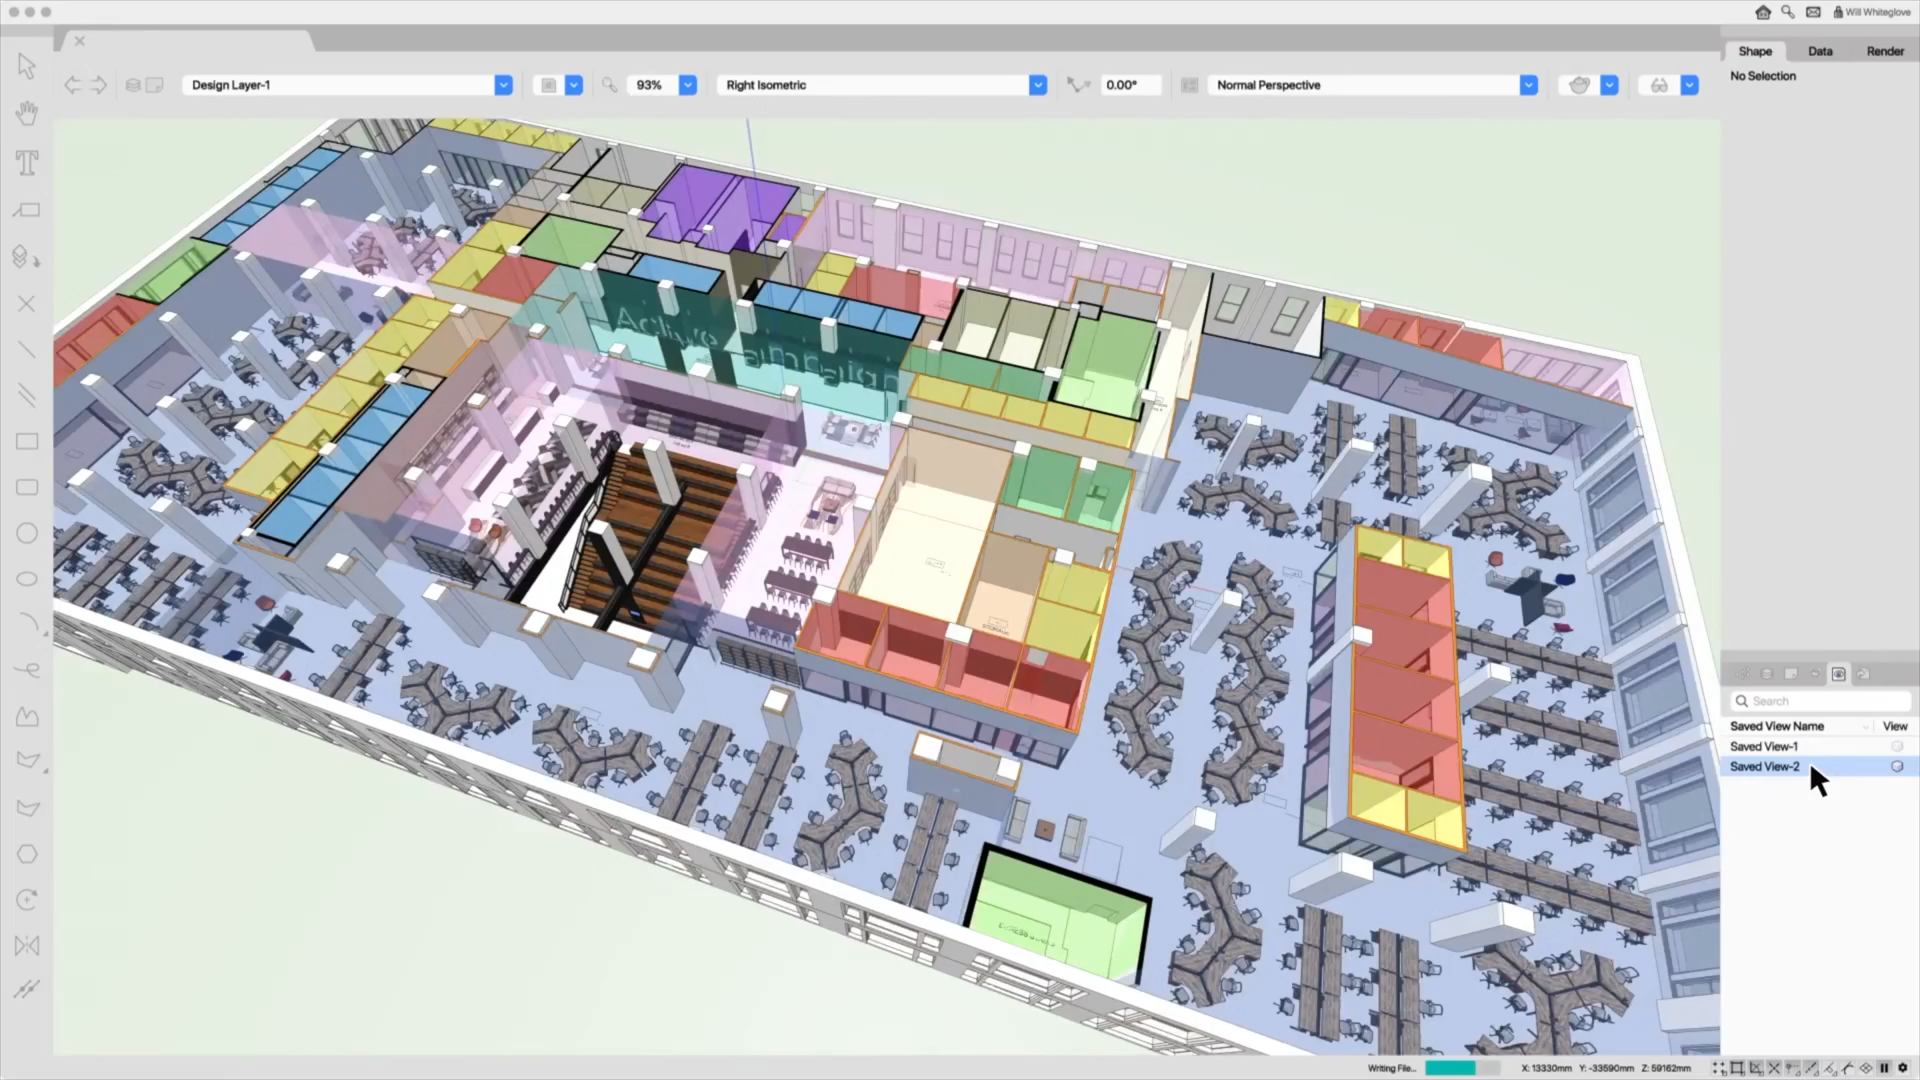 Will Whiteglove
Design Layer-1
93%
Right Isometric
0.00°
Normal Perspective
Shape
Data
Render
No Selection
Search
Saved View Name
View
Saved View-1
Saved View-2
Active
Writing File...
X: 13330mm
Y: -33590mm
Z: 59162mm